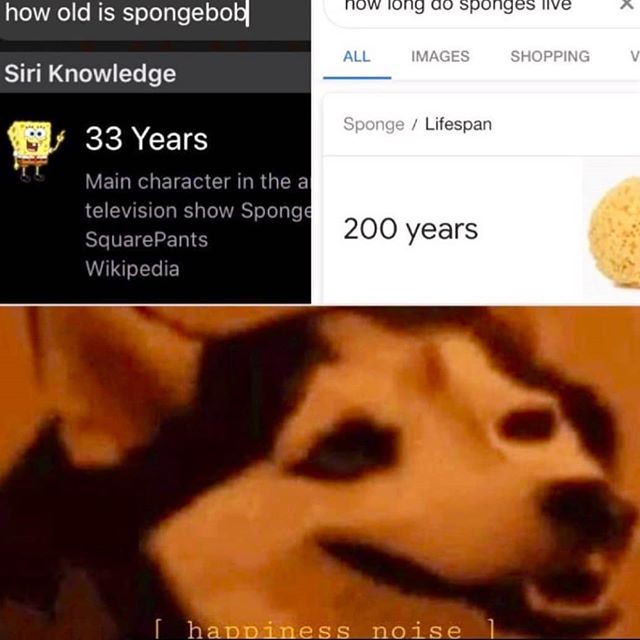 how old is spongebob
Siri Knowledge
33 Years
Main character in the a
television show Sponge
SquarePants
Wikipedia
how long do sponges live
ALL IMAGES SHOPPING V
Sponge / Lifespan
200 years
[ happiness noise ]